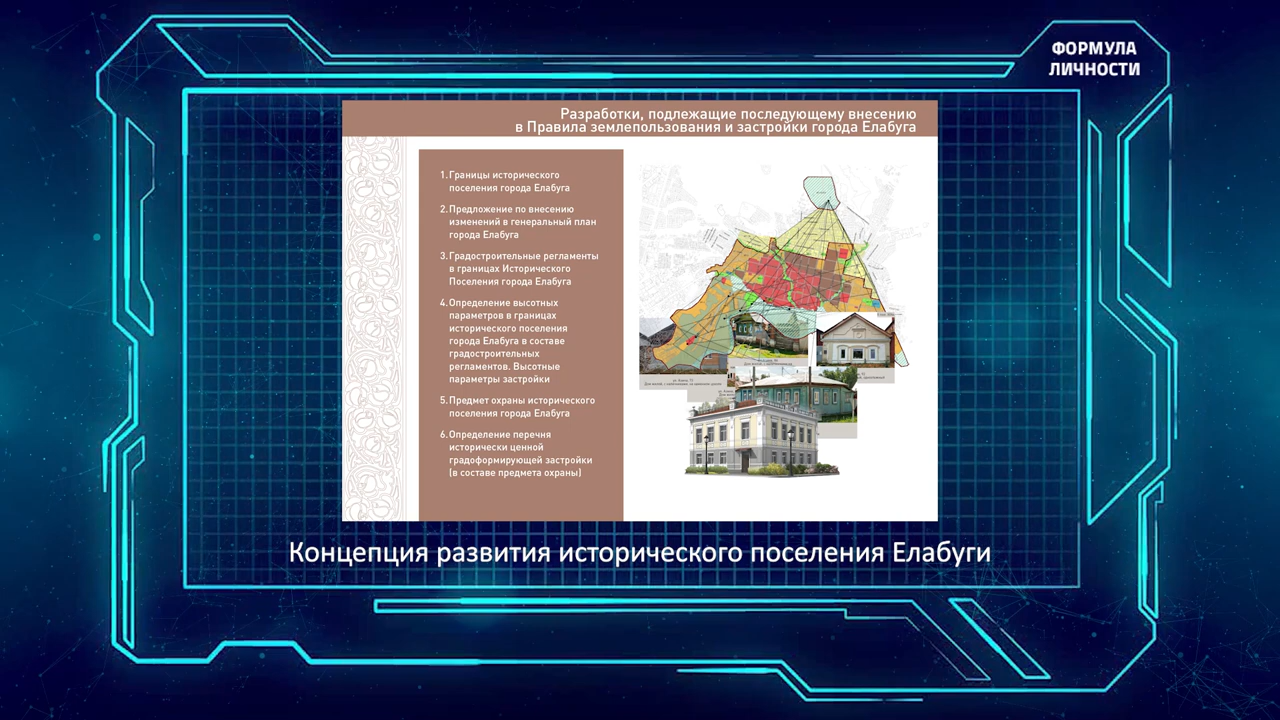 ФОРМУЛА
ЛИЧНОСТИ
Разработки, подлежащие последующему внесению
в Правила землепользования и застройки города Елабуга
1. Границы исторического
поселения города Елабуга
2. Предложение по внесению
изменений в генеральный план
города Елабуга
3. Градостроительные регламенты
в границах Исторического
Поселения города Елабуга
4. Определение высотных
параметров в границах
исторического поселения
города Елабуга в составе
градостроительных
регламентов. Высотные
параметры застройки
5. Предмет охраны исторического
поселения города Елабуга
6. Определение перечня
исторически ценной
градоформирующей застройки
(в составе предмета охраны)
Концепция развития исторического поселения Елабуги